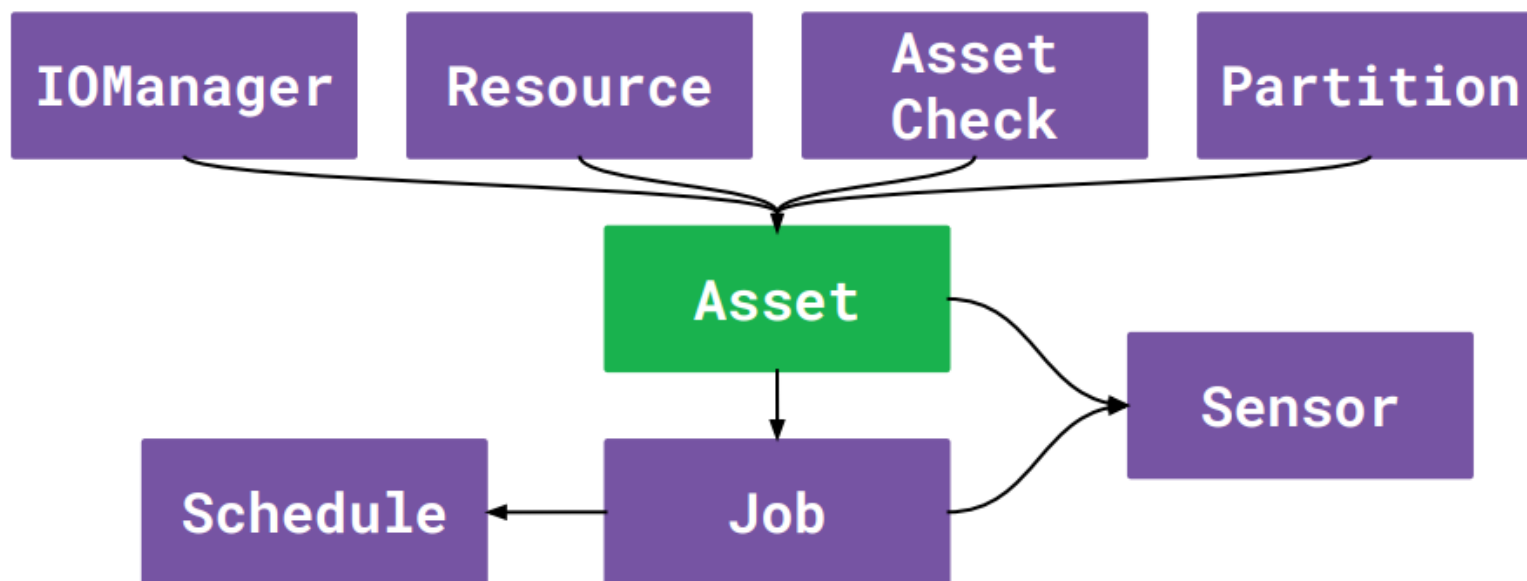 IOManager
Resource
Asset
Check
Partition
Asset
Sensor
Schedule
Job